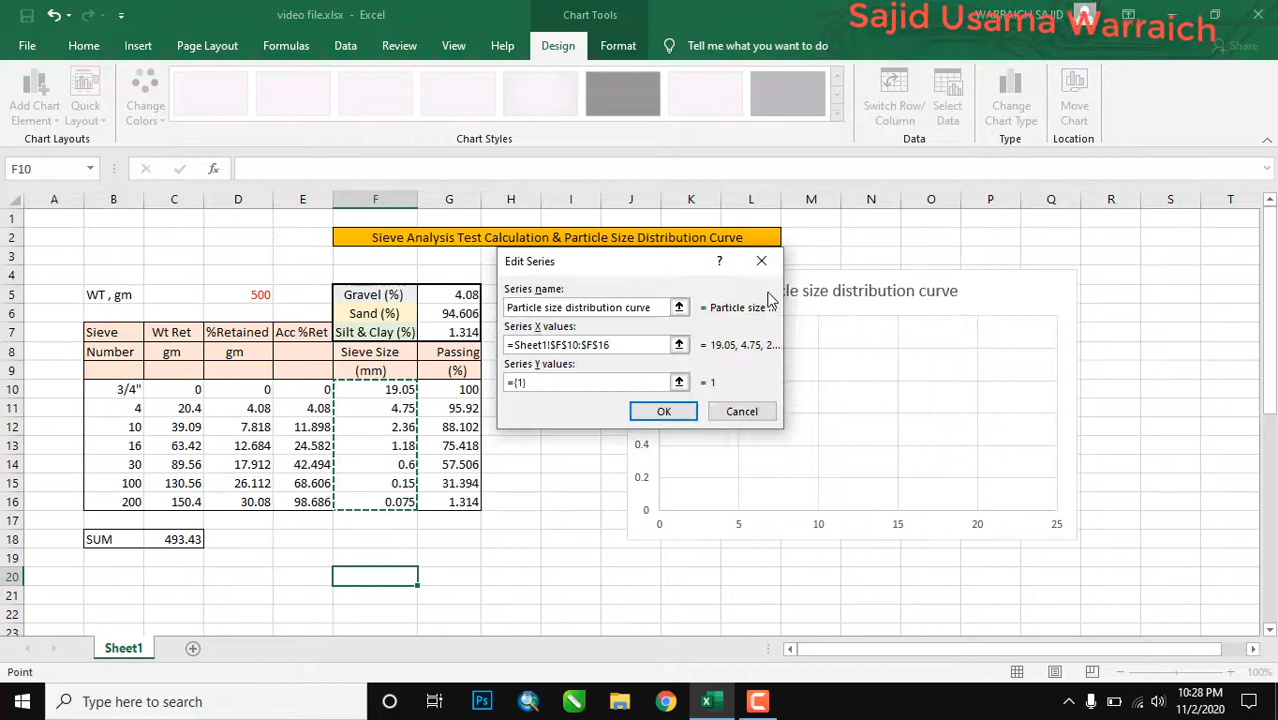 video file.xlsx - Excel
Chart Tools
WARRAICH SAJID
Sajid Usama Warraich
File Home Insert Page Layout Formulas Data Review View Help Design Format Tell me what you want to do Share
Add Chart Element
Quick Layout
Change Colors
Switch Row/Column
Select Data
Change Chart Type
Move Chart
Chart Layouts
Chart Styles
Data
Type
Location
F10
fx
A B C D E F G H I J K L M N O P Q R S T
1
2 Sieve Analysis Test Calculation & Particle Size Distribution Curve
3
4
5 WT , gm 500 Gravel (%) 4.08
6 Sand (%) 94.606
7 Sieve Wt Ret %Retained Acc %Ret Silt & Clay (%) 1.314
8 Number gm gm Sieve Size Passing
9 (mm) (%)
10 3/4" 0 0 0 19.05 100
11 4 20.4 4.08 4.08 4.75 95.92
12 10 39.09 7.818 11.898 2.36 88.102
13 16 63.42 12.684 24.582 1.18 75.418
14 30 89.56 17.912 42.494 0.6 57.506
15 100 130.56 26.112 68.606 0.15 31.394
16 200 150.4 30.08 98.686 0.075 1.314
17
18 SUM 493.43
19
20
21
22
23
Edit Series
?
Series name:
Particle size distribution curve = Particle size ...
Series X values:
=Sheet1!$F$10:$F$16 = 19.05, 4.75, 2...
Series Y values:
={1} = 1
OK Cancel
cle size distribution curve
0.4
0.2
0
0 5 10 15 20 25
Sheet1
Point
Type here to search
Ps
10:28 PM
11/2/2020